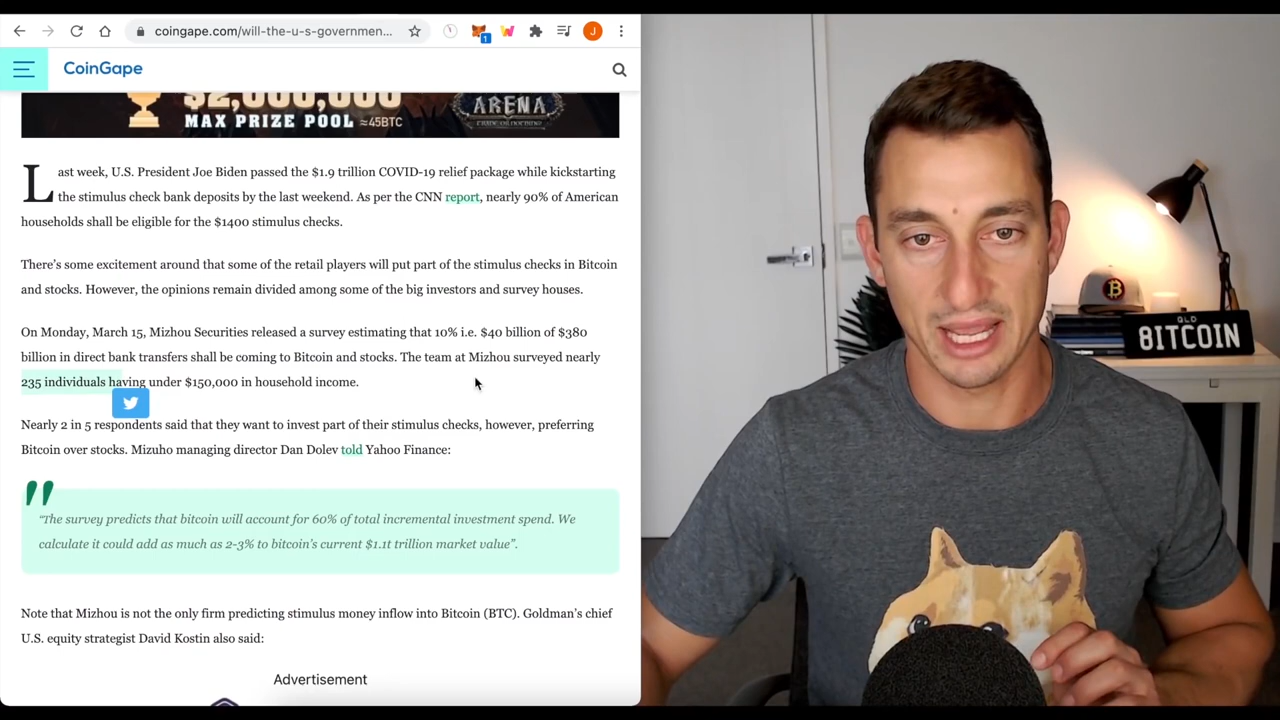 coingape.com/will-the-u-s-governmen...
1
J
CoinGape
$2,000,000
MAX PRIZE POOL ≈45BTC
ARENA
Last week, U.S. President Joe Biden passed the $1.9 trillion COVID-19 relief package while kickstarting
the stimulus check bank deposits by the last weekend. As per the CNN report, nearly 90% of American
households shall be eligible for the $1400 stimulus checks.
There's some excitement around that some of the retail players will put part of the stimulus checks in Bitcoin
and stocks. However, the opinions remain divided among some of the big investors and survey houses.
On Monday, March 15, Mizhou Securities released a survey estimating that 10% i.e. $40 billion of $380
billion in direct bank transfers shall be coming to Bitcoin and stocks. The team at Mizhou surveyed nearly
235 individuals having under $150,000 in household income.
Nearly 2 in 5 respondents said that they want to invest part of their stimulus checks, however, preferring
Bitcoin over stocks. Mizuho managing director Dan Dolev told Yahoo Finance:
"The survey predicts that bitcoin will account for 60% of total incremental investment spend. We
calculate it could add as much as 2-3% to bitcoin's current $1.1t trillion market value".
Note that Mizhou is not the only firm predicting stimulus money inflow into Bitcoin (BTC). Goldman's chief
U.S. equity strategist David Kostin also said:
Advertisement
QLD
8ITCOIN